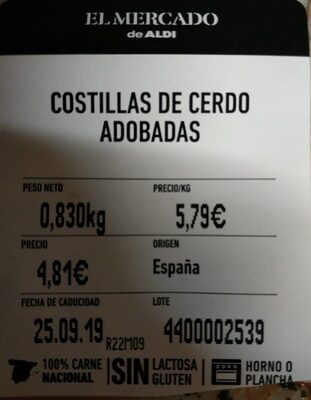 EL MERCADO
de ALDI
COSTILLAS DE CERDO
ADOBADAS
PESO NETO PRECIO/KG
0,830kg 5,79€
PRECIO ORIGEN
4,81€ España
FECHA DE CADUCIDAD LOTE
25.09.19 R22M09 4400002539
100% CARNE NACIONAL SIN LACTOSA GLUTEN HORNO O PLANCHA